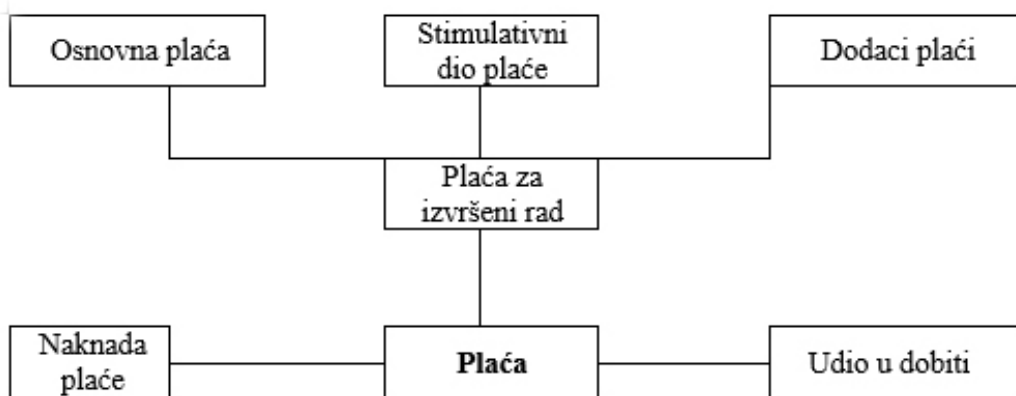 Osnovna plaća
Stimulativni
dio plaće
Dodaci plaći
Plaća za
izvršeni rad
Naknada
plaće
Plaća
Udio u dobiti